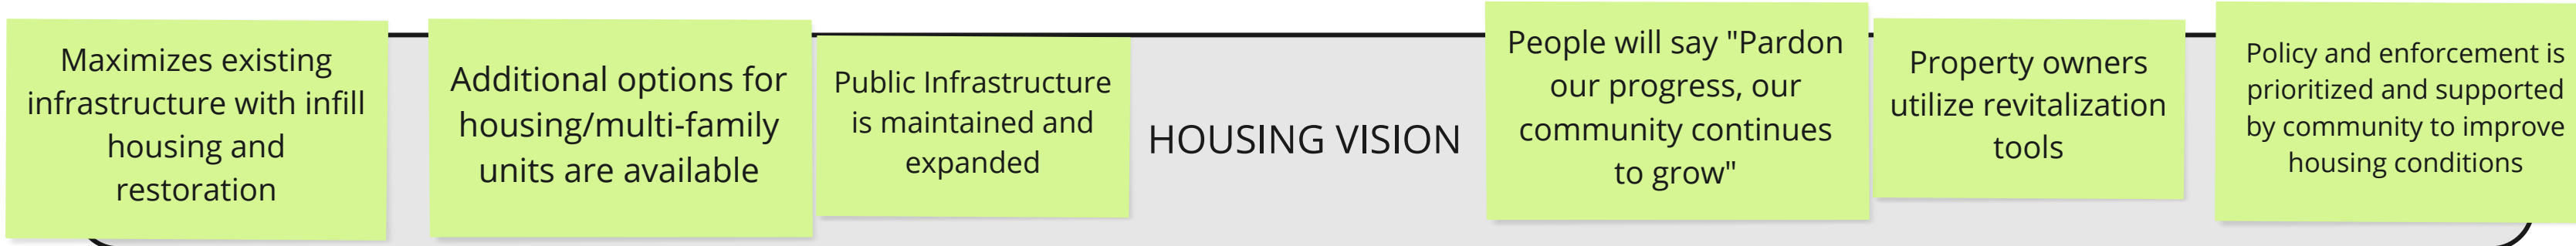 Maximizes existing
infrastructure with infill
housing and
restoration
Additional options for
housing/multi-family
units are available
Public Infrastructure
is maintained and
expanded
HOUSING VISION
People will say "Pardon
our progress, our
community continues
to grow"
Property owners
utilize revitalization
tools
Policy and enforcement is
prioritized and supported
by community to improve
housing conditions